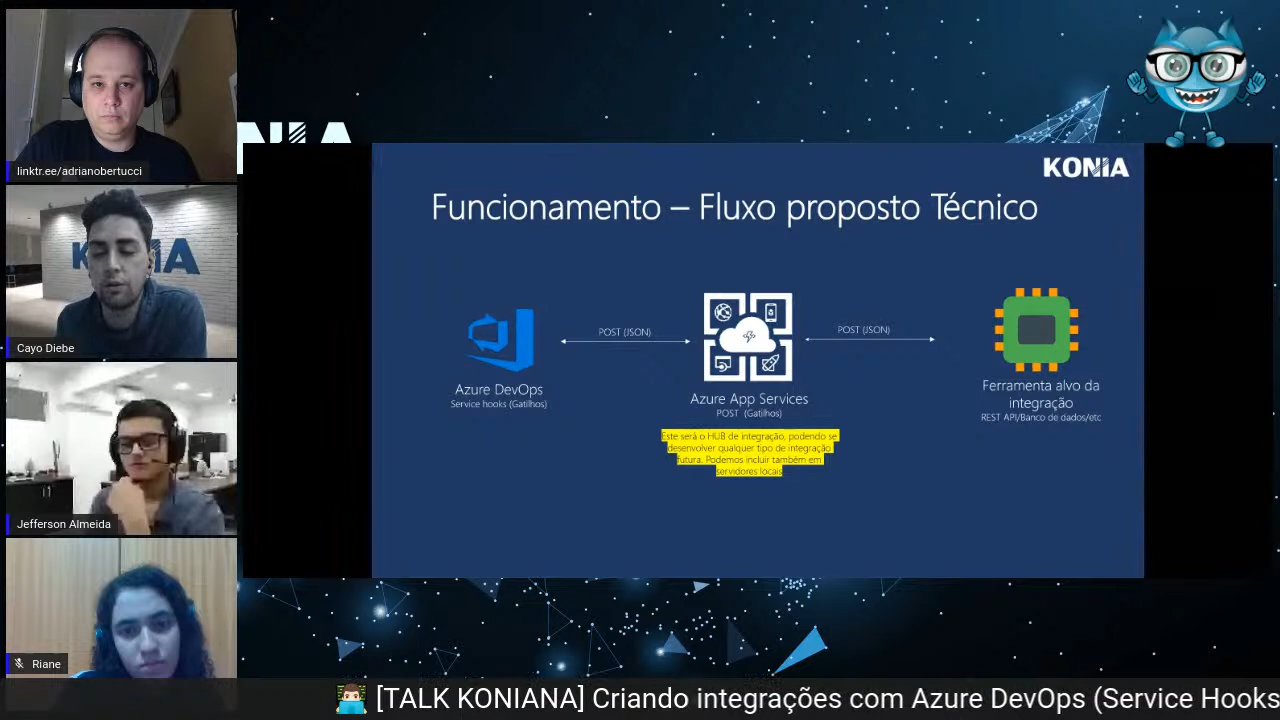 linktr.ee/adrianobertucci
KONIA
Cayo Diebe
Jefferson Almeida
Riane
KONIA
Funcionamento – Fluxo proposto Técnico
POST (JSON)
POST (JSON)
Azure DevOps
Service hooks (Gatilhos)
Azure App Services
POST (Gatilhos)
Este será o HUB de integração, podendo se
desenvolver qualquer tipo de integração
futura. Podemos incluir também em
servidores locais
Ferramenta alvo da
integração
REST API/Banco de dados/etc
[TALK KONIANA] Criando integrações com Azure DevOps (Service Hooks